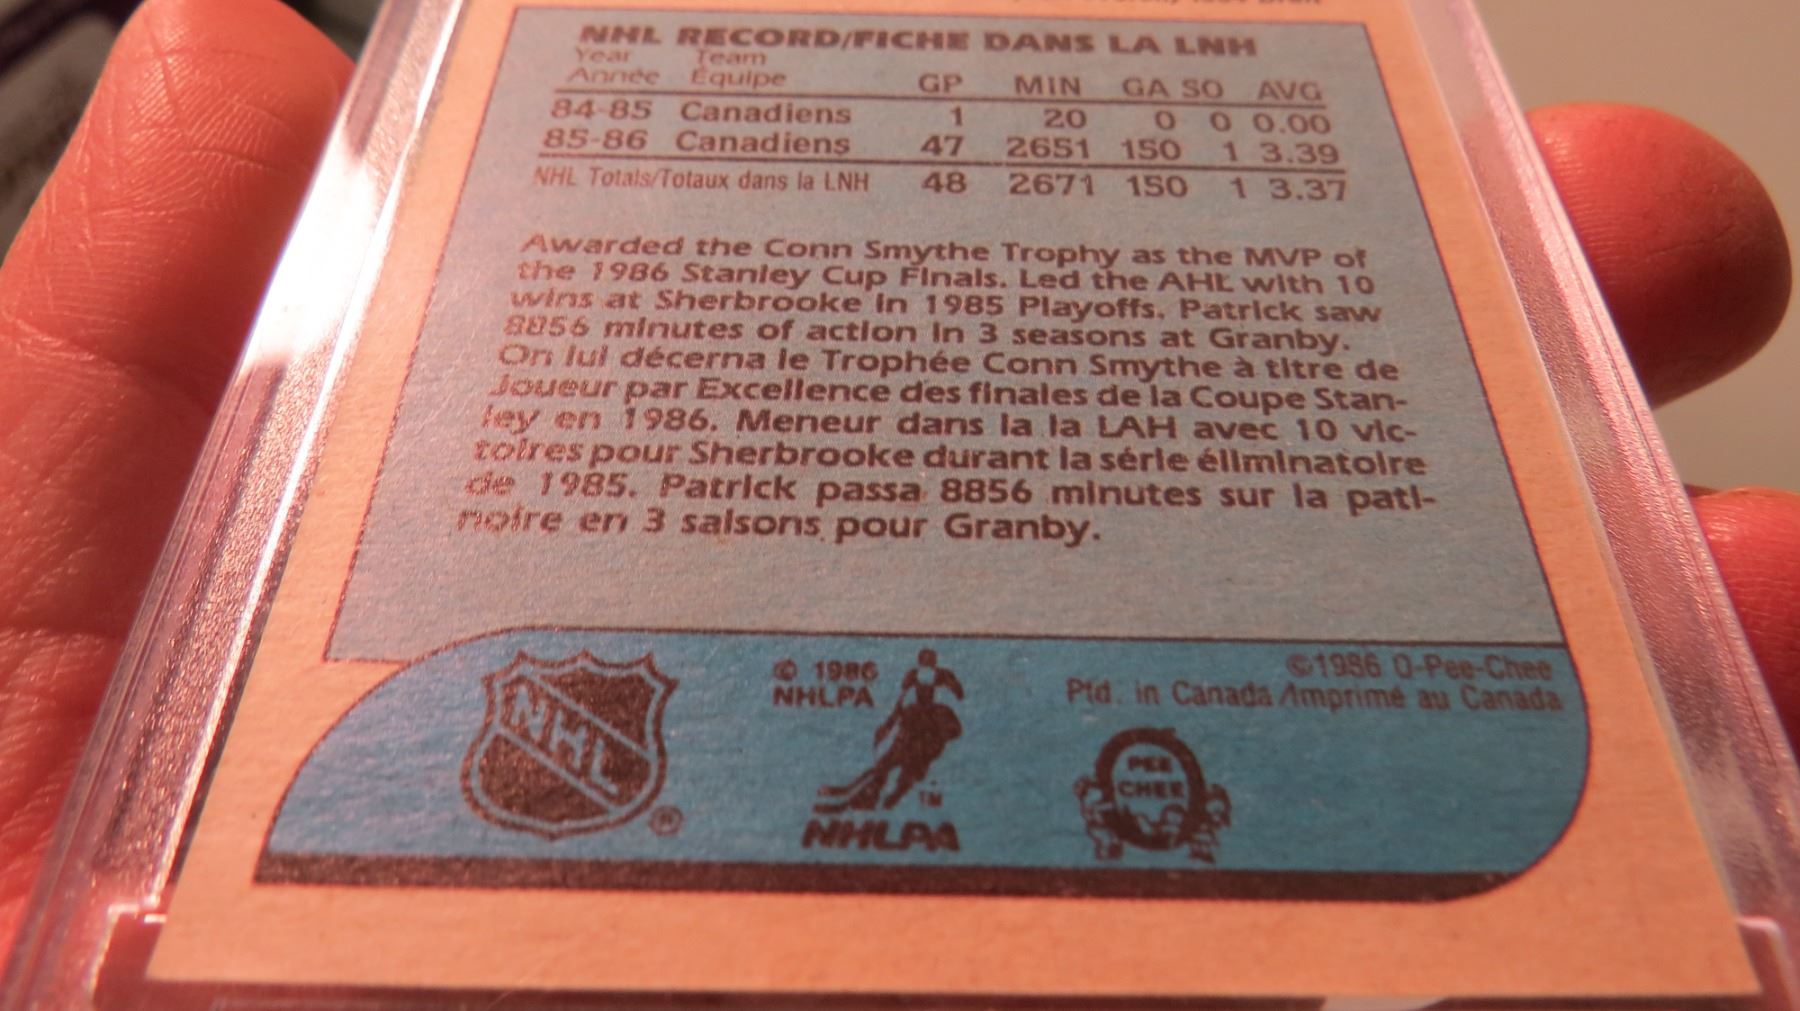 NHL RECORD/FICHE DANS LA LNH
Year Team
Année Équipe GP MIN GA SO AVG
84-85 Canadiens 1 20 0 0 0.00
85-86 Canadiens 47 2651 150 1 3.39
NHL Totals/Totaux dans la LNH 48 2671 150 1 3.37
Awarded the Conn Smythe Trophy as the MVP of
the 1986 Stanley Cup Finals. Led the AHL with 10
wins at Sherbrooke in 1985 Playoffs. Patrick saw
8856 minutes of action in 3 seasons at Granby.
On lui décerna le Trophée Conn Smythe à titre de
Joueur par Excellence des finales de la Coupe Stan-
ley en 1986. Meneur dans la la LAH avec 10 vic-
toires pour Sherbrooke durant la série éliminatoire
de 1985. Patrick passa 8856 minutes sur la pati-
noire en 3 saisons pour Granby.
© 1986
NHLPA
©1986 O-Pee-Chee
Ptd. in Canada/Imprimé au Canada
NHL
®
TM
NHLPA
PEE
CHEE